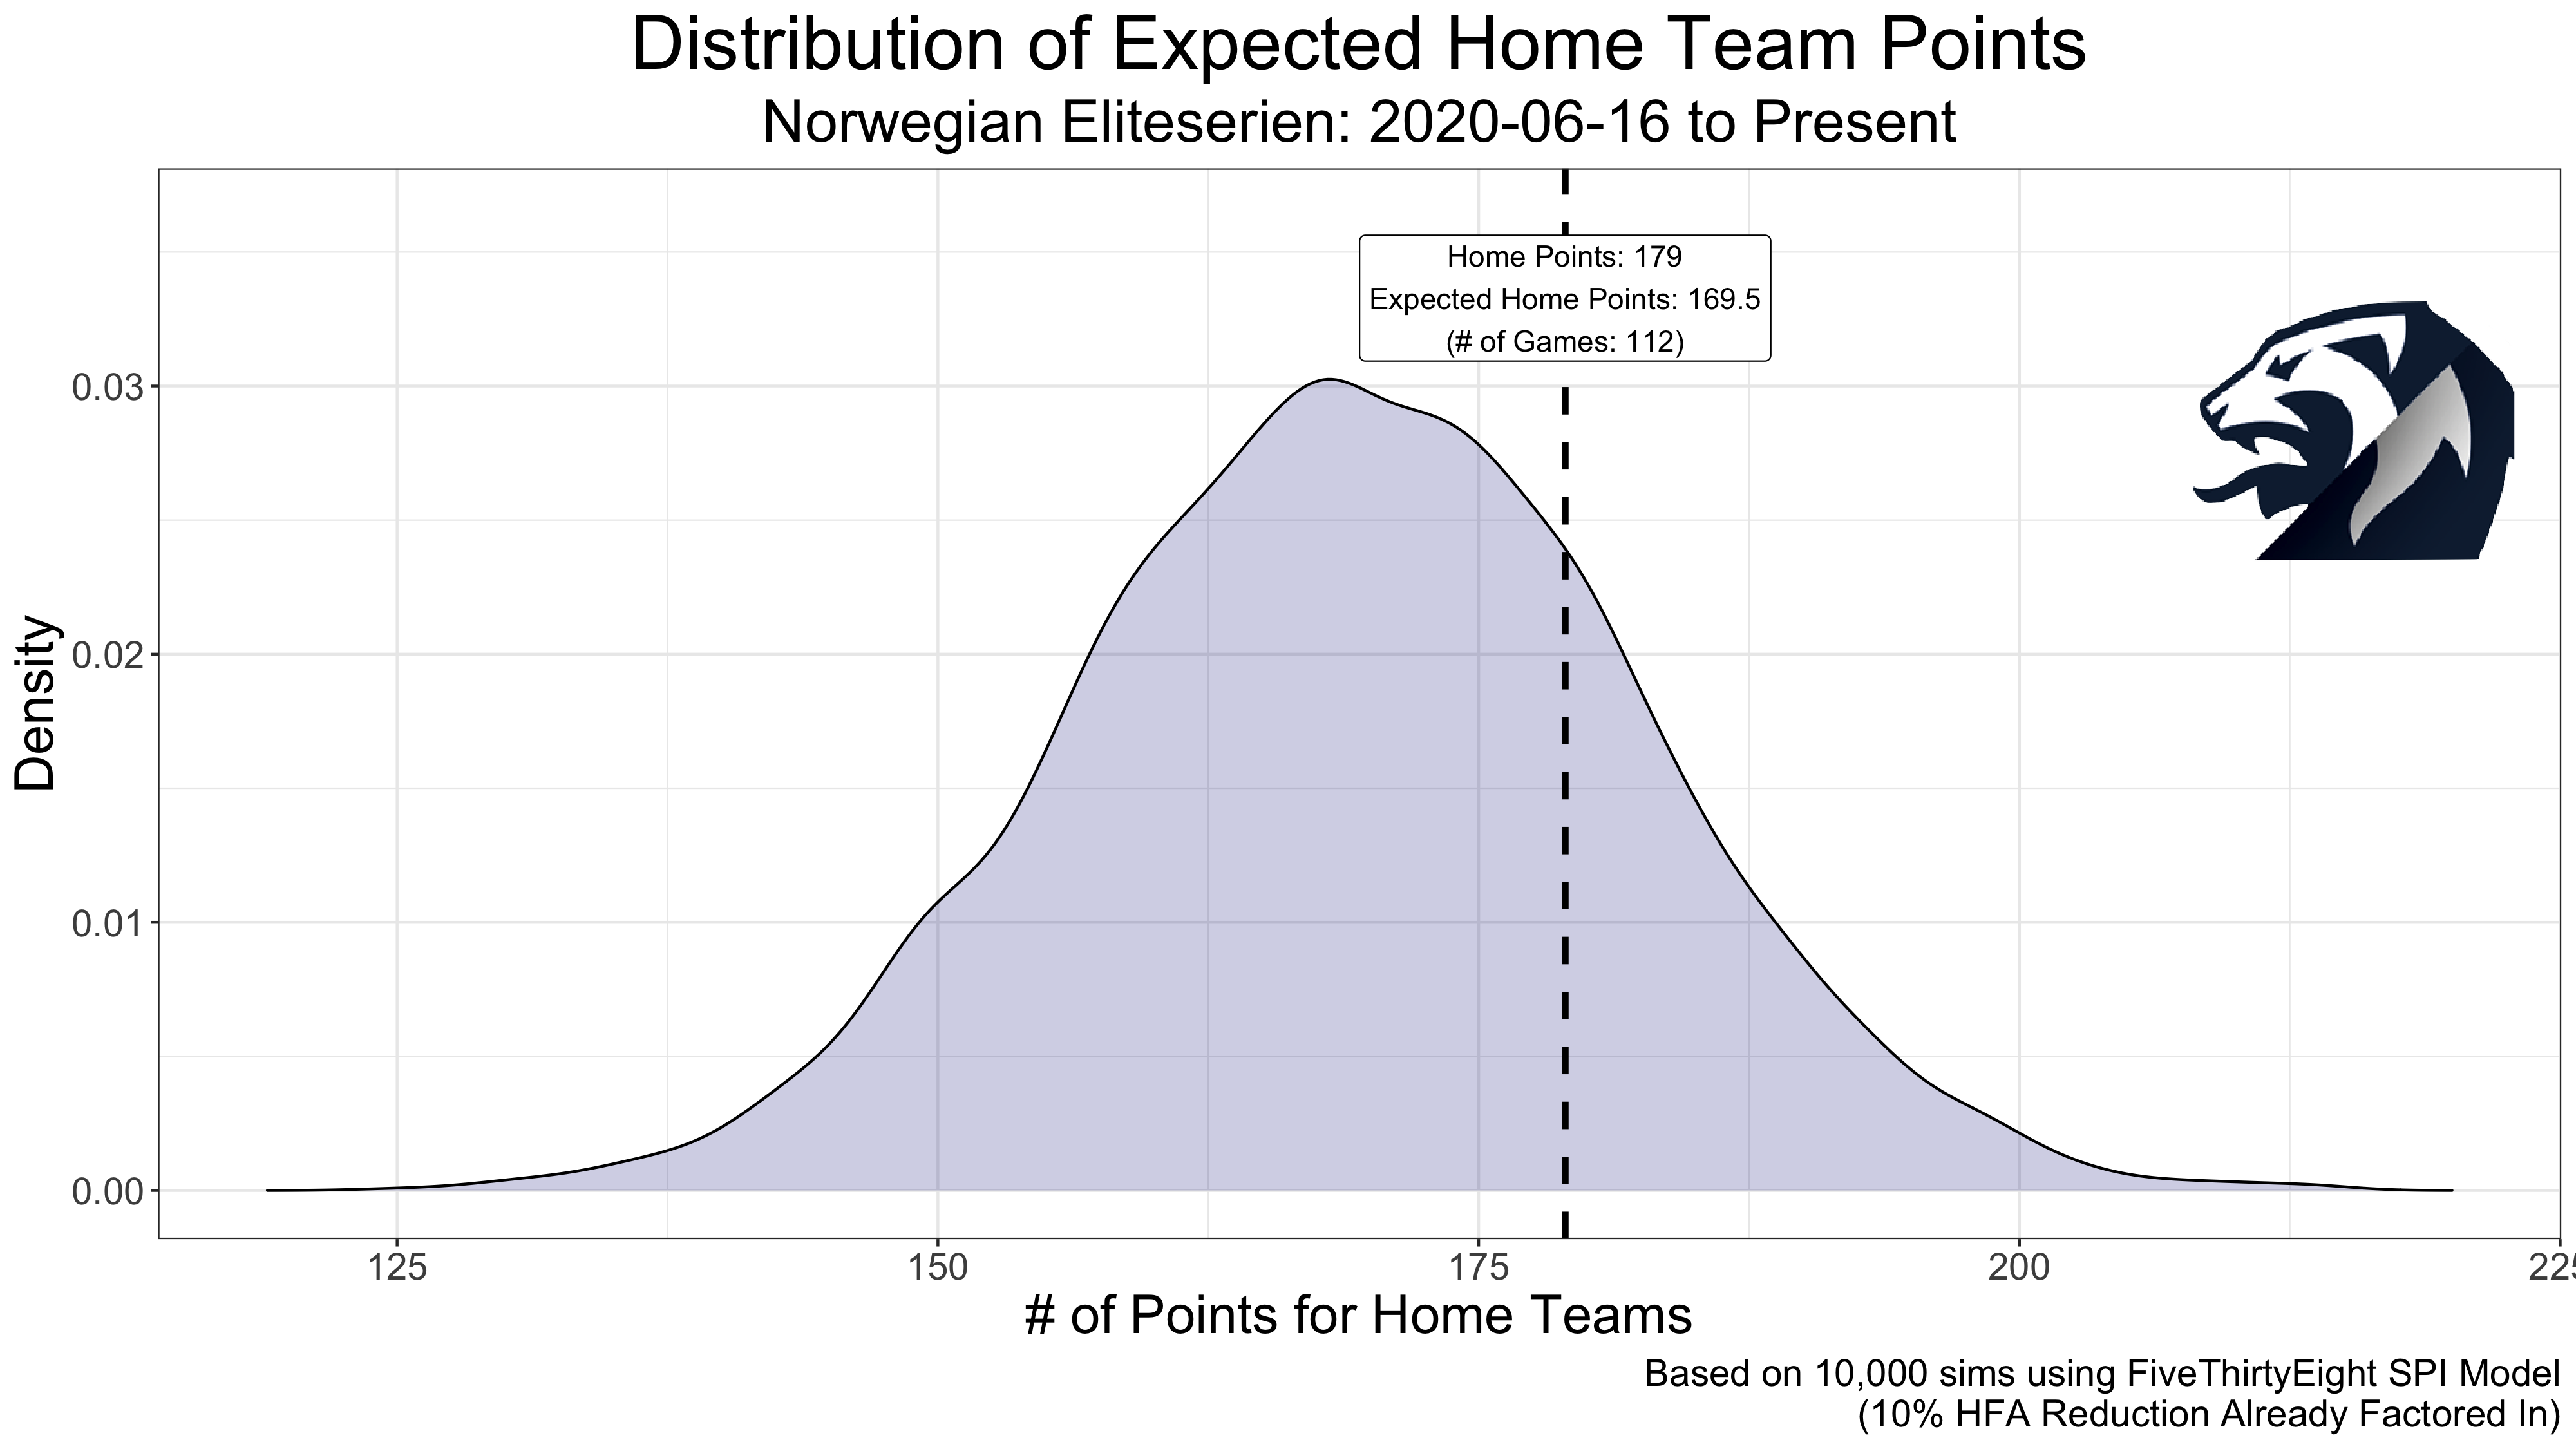 Distribution of Expected Home Team Points
Norwegian Eliteserien: 2020-06-16 to Present
Home Points: 179
Expected Home Points: 169.5
(# of Games: 112)
Density
0.03
0.02
0.01
0.00
125 150 175 200 225
# of Points for Home Teams
Based on 10,000 sims using FiveThirtyEight SPI Model
(10% HFA Reduction Already Factored In)